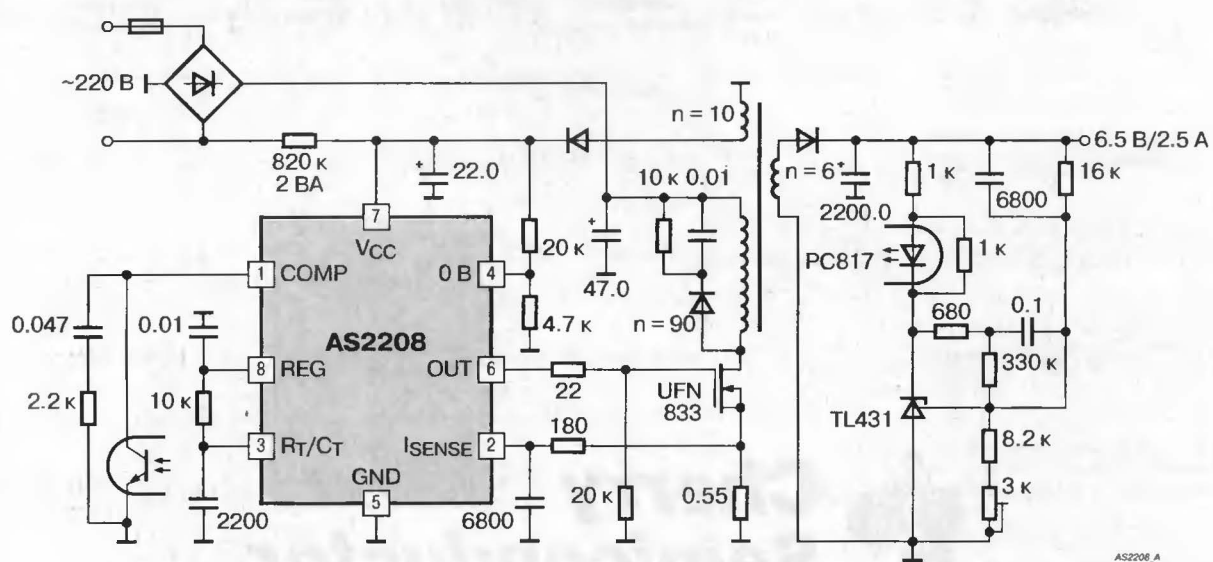 ~220 В
820 к
2 ВА
22.0
n = 10
6.5 В/2.5 А
n = 6
+
2200.0
1 к
6800
16 к
10 к
0.01
+
47.0
n = 90
PC817
1 к
680
0.1
330 к
TL431
8.2 к
3 к
7
VCC
1
COMP
0 В
4
20 к
4.7 к
AS2208
0.047
0.01
8
REG
OUT
6
22
UFN
833
2.2 к
10 к
3
RT/CT
ISENSE
2
180
GND
5
2200
6800
20 к
0.55
AS2208_A